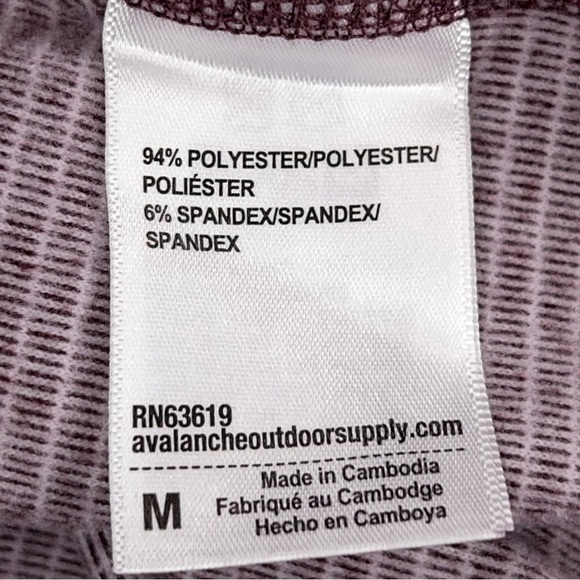 94% POLYESTER/POLYESTER/
POLIÉSTER
6% SPANDEX/SPANDEX/
SPANDEX
RN63619
avalancheoutdoorsupply.com
M
Made in Cambodia
Fabriqué au Cambodge
Hecho en Camboya